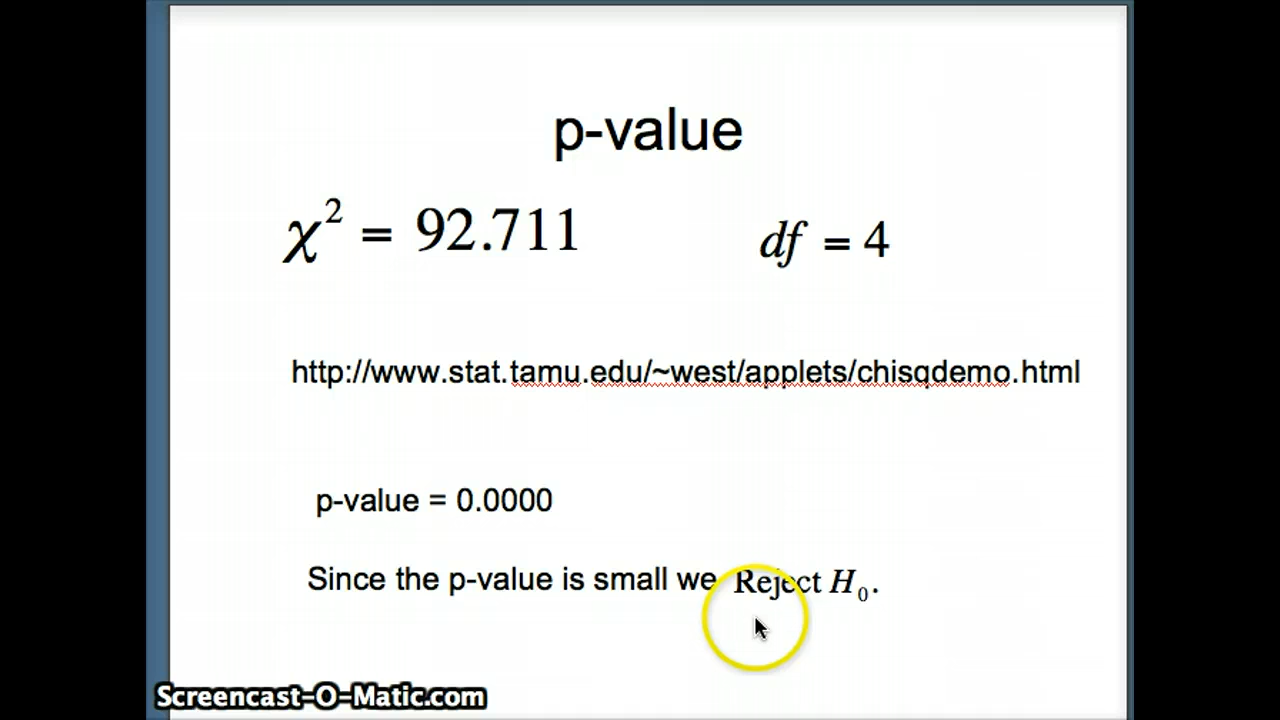 p-value
χ² = 92.711 df = 4
http://www.stat.tamu.edu/~west/applets/chisqdemo.html
p-value = 0.0000
Since the p-value is small we Reject H₀.
Screencast-O-Matic.com